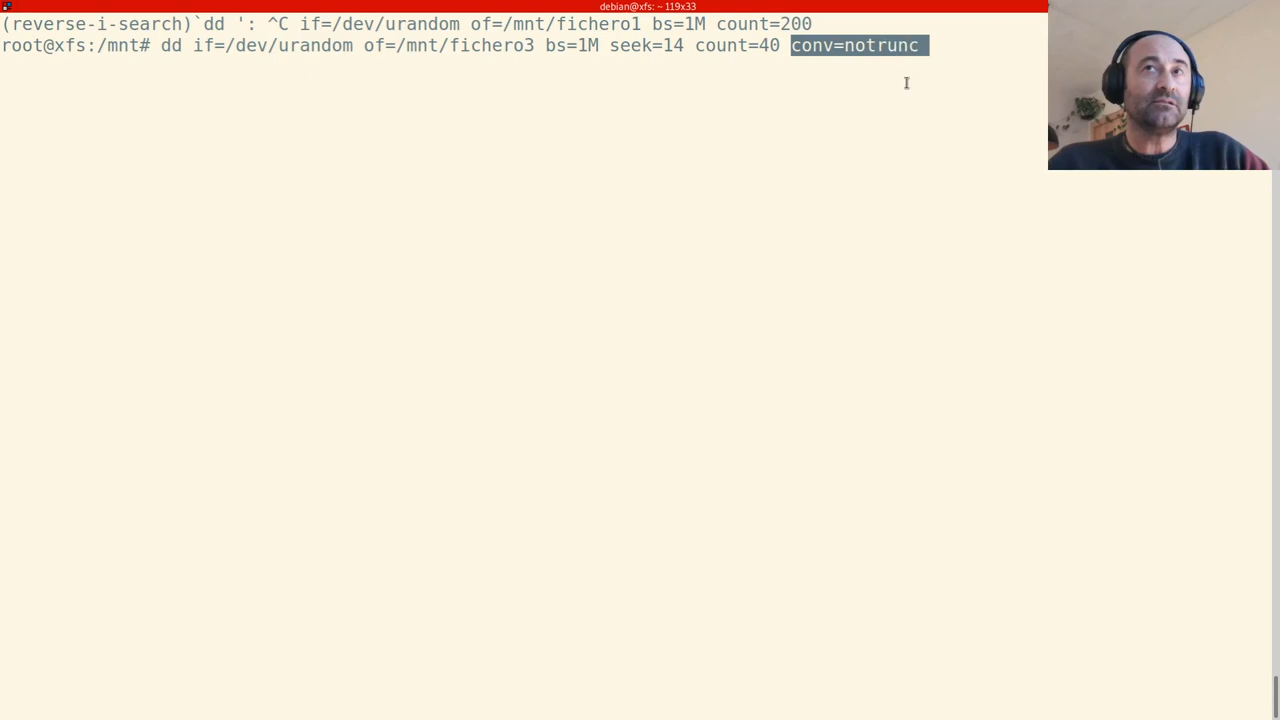 debian@xfs: ~ 119x33
(reverse-i-search)`dd ': ^C if=/dev/urandom of=/mnt/fichero1 bs=1M count=200
root@xfs:/mnt# dd if=/dev/urandom of=/mnt/fichero3 bs=1M seek=14 count=40 conv=notrunc